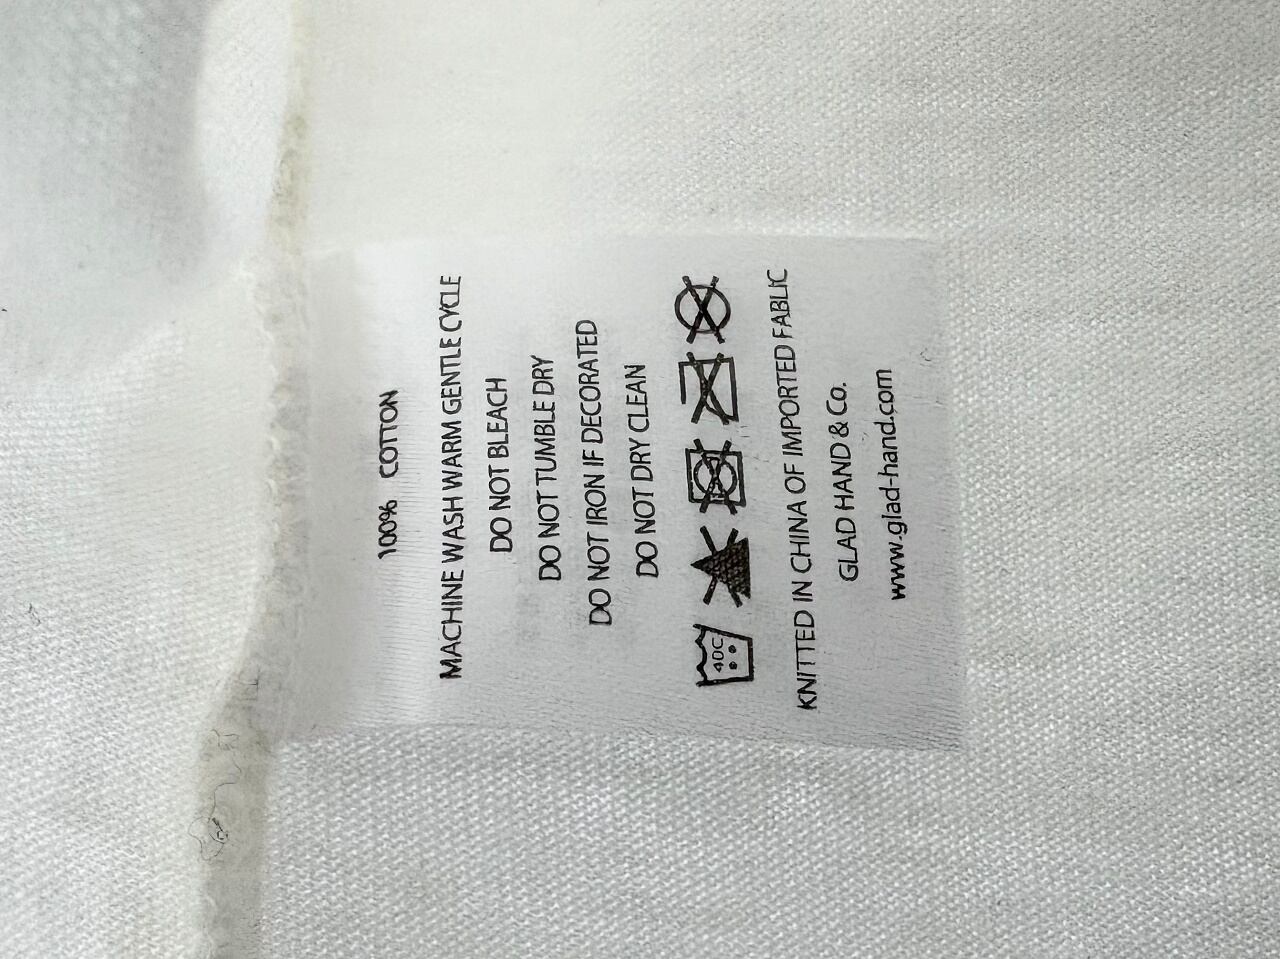 100% COTTON
MACHINE WASH WARM GENTLE CYCLE
DO NOT BLEACH
DO NOT TUMBLE DRY
DO NOT IRON IF DECORATED
DO NOT DRY CLEAN
40C
KNITTED IN CHINA OF IMPORTED FABLIC
GLAD HAND & Co.
www.glad-hand.com